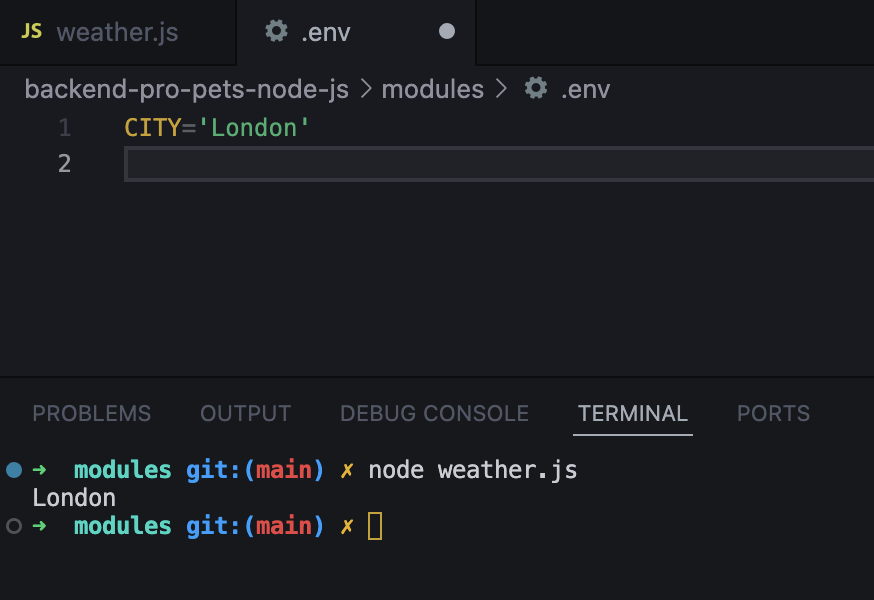 JS weather.js .env
backend-pro-pets-node-js > modules > .env
1 CITY='London'
2
PROBLEMS OUTPUT DEBUG CONSOLE TERMINAL PORTS
➜ modules git:(main) ✗ node weather.js
London
➜ modules git:(main) ✗